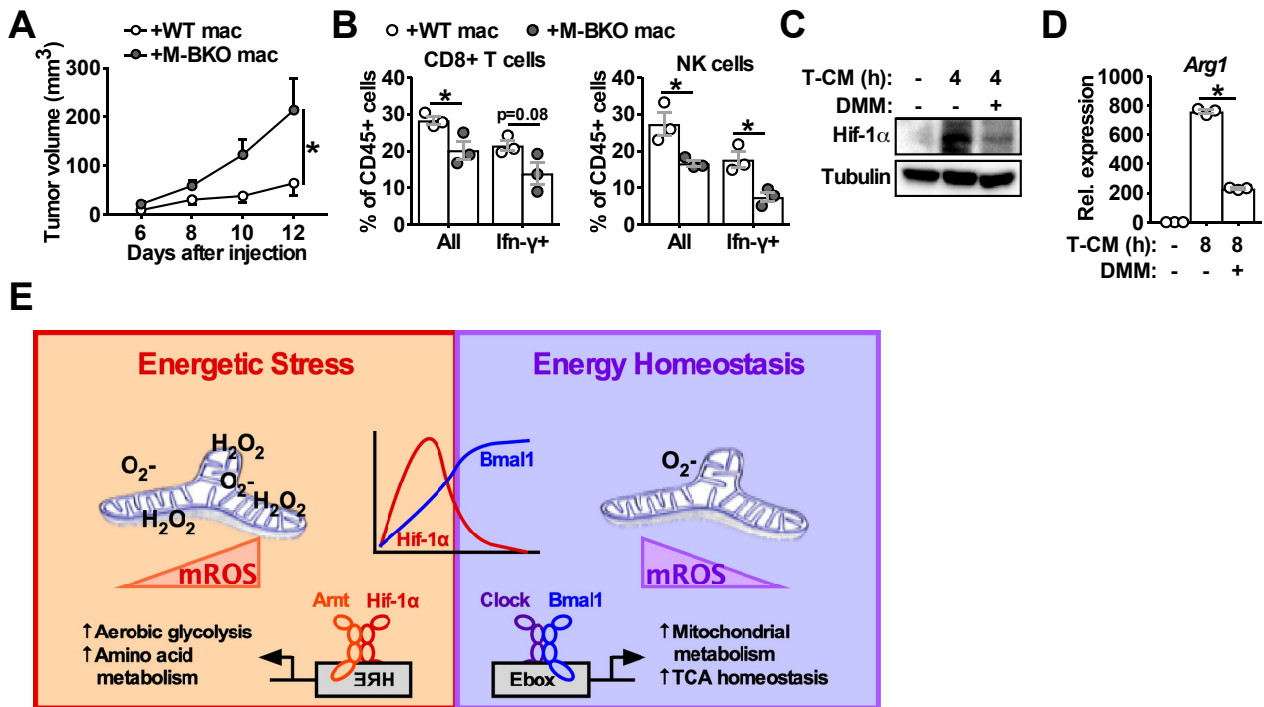 A
+WT mac
+M-BKO mac
Tumor volume (mm3)
300
200
100
0
6 8 10 12
Days after injection
*
B
+WT mac +M-BKO mac
CD8+ T cells
% of CD45+ cells
40
30
20
10
0
*
p=0.08
All Ifn-γ+
NK cells
% of CD45+ cells
40
30
20
10
0
*
*
All Ifn-γ+
C
T-CM (h): - 4 4
DMM: - - +
Hif-1α
Tubulin
D
Arg1
Rel. expression
1000
800
600
400
200
0
*
T-CM (h): - 8 8
DMM: - - +
E
Energetic Stress
H2O2
O2-
O2-
H2O2
H2O2
mROS
Bmal1
Hif-1α
Arnt Hif-1α
↑Aerobic glycolysis
↑Amino acid
metabolism
HRE
Energy Homeostasis
O2-
mROS
Clock Bmal1
Ebox
↑Mitochondrial
metabolism
↑TCA homeostasis